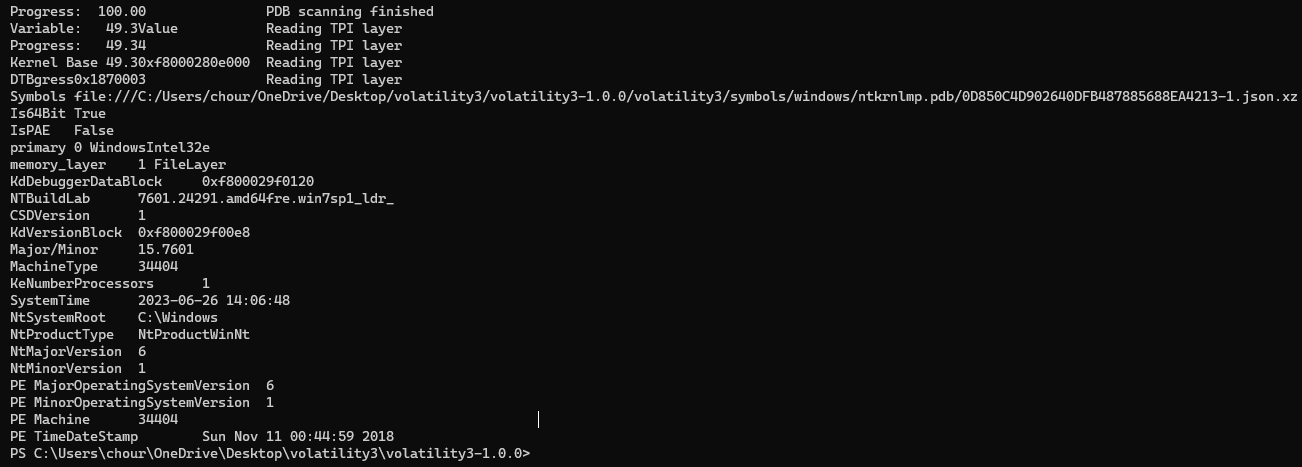 Progress:  100.00               PDB scanning finished
Variable:   49.3Value           Reading TPI layer
Progress:   49.34               Reading TPI layer
Kernel Base 49.30xf8000280e000  Reading TPI layer
DTBgress0x1870003               Reading TPI layer
Symbols file:///C:/Users/chour/OneDrive/Desktop/volatility3/volatility3-1.0.0/volatility3/symbols/windows/ntkrnlmp.pdb/0D850C4D902640DFB487885688EA4213-1.json.xz
Is64Bit True
IsPAE   False
primary 0 WindowsIntel32e
memory_layer    1 FileLayer
KdDebuggerDataBlock     0xf800029f0120
NTBuildLab      7601.24291.amd64fre.win7sp1_ldr_
CSDVersion      1
KdVersionBlock  0xf800029f00e8
Major/Minor     15.7601
MachineType     34404
KeNumberProcessors      1
SystemTime      2023-06-26 14:06:48
NtSystemRoot    C:\Windows
NtProductType   NtProductWinNt
NtMajorVersion  6
NtMinorVersion  1
PE MajorOperatingSystemVersion  6
PE MinorOperatingSystemVersion  1
PE Machine      34404
PE TimeDateStamp        Sun Nov 11 00:44:59 2018
PS C:\Users\chour\OneDrive\Desktop\volatility3\volatility3-1.0.0>